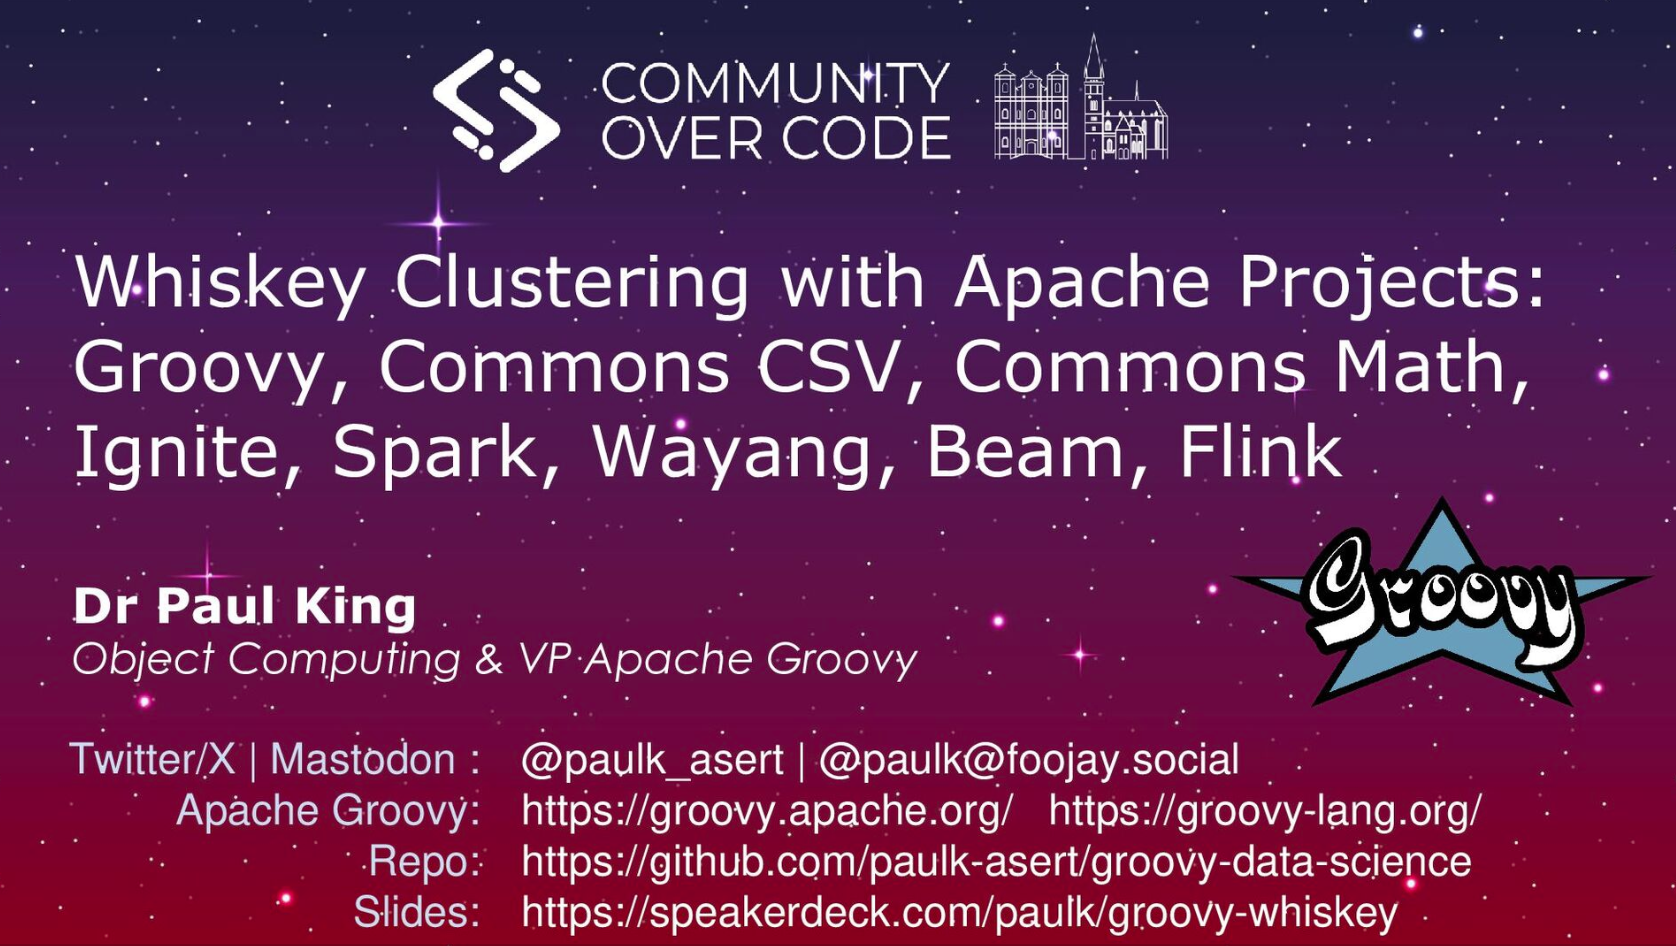 COMMUNITY
OVER CODE
Whiskey Clustering with Apache Projects:
Groovy, Commons CSV, Commons Math,
Ignite, Spark, Wayang, Beam, Flink
Groovy
Dr Paul King
Object Computing & VP Apache Groovy
Twitter/X | Mastodon : @paulk_asert | @paulk@foojay.social
Apache Groovy: https://groovy.apache.org/ https://groovy-lang.org/
Repo: https://github.com/paulk-asert/groovy-data-science
Slides: https://speakerdeck.com/paulk/groovy-whiskey